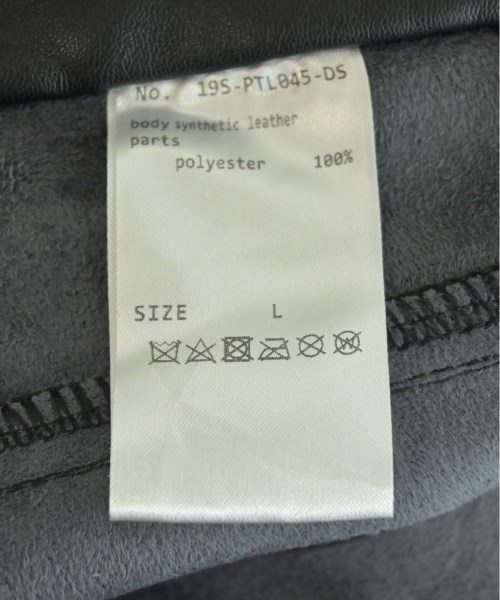 No. 19S-PTL045-DS
body synthetic leather
parts
polyester 100%
SIZE L